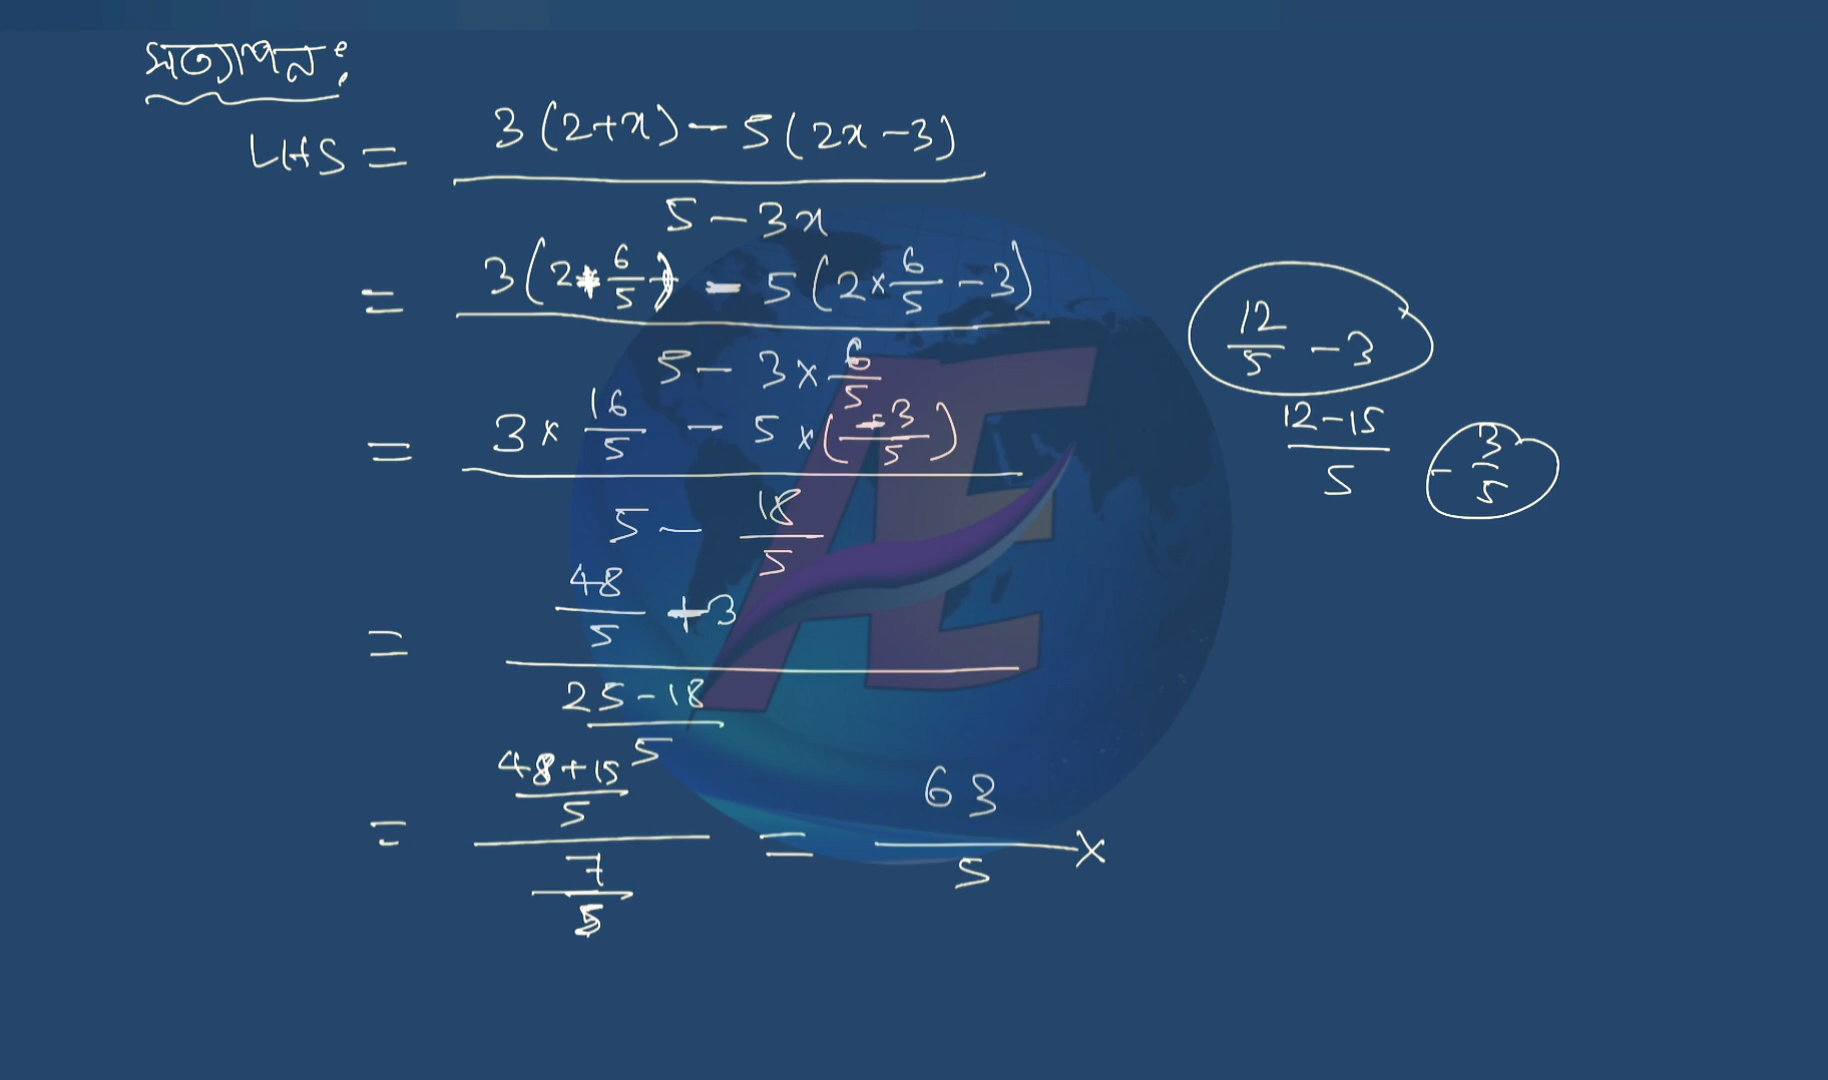 সত্যাপন:
LHS = (3(2+x) - 5(2x-3)) / (5-3x)
= (3(2+6/5) - 5(2×6/5-3)) / (5-3×6/5)
= (3×16/5 - 5×(-3/5)) / (5-18/5)
= (48/5 + 3) / ((25-18)/5)
= ((48+15)/5) / (7/5) = 63/5 ×
12/5 - 3
(12-15)/5 - 3/5
AE